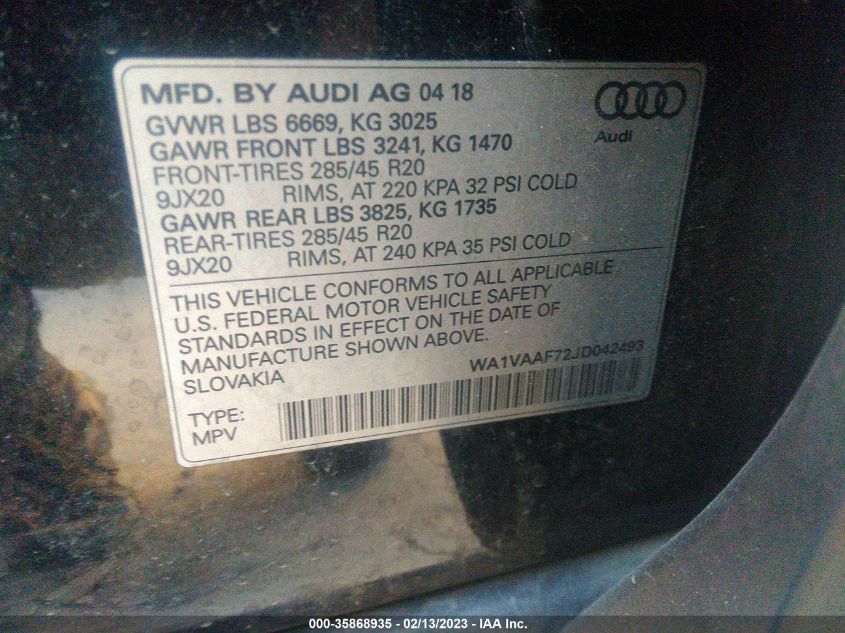 MFD. BY AUDI AG 04 18
GVWR LBS 6669, KG 3025
GAWR FRONT LBS 3241, KG 1470
FRONT-TIRES 285/45 R20
9JX20 RIMS, AT 220 KPA 32 PSI COLD
GAWR REAR LBS 3825, KG 1735
REAR-TIRES 285/45 R20
9JX20 RIMS, AT 240 KPA 35 PSI COLD
Audi
THIS VEHICLE CONFORMS TO ALL APPLICABLE
U.S. FEDERAL MOTOR VEHICLE SAFETY
STANDARDS IN EFFECT ON THE DATE OF
MANUFACTURE SHOWN ABOVE.
SLOVAKIA
WA1VAAF72JD042493
TYPE:
MPV
000-35868935 - 02/13/2023 - IAA Inc.